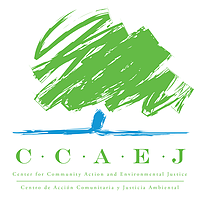 C · C · A · E · J
Center for Community Action and Environmental Justice
Centro de Acción Comunitaria y Justicia Ambiental